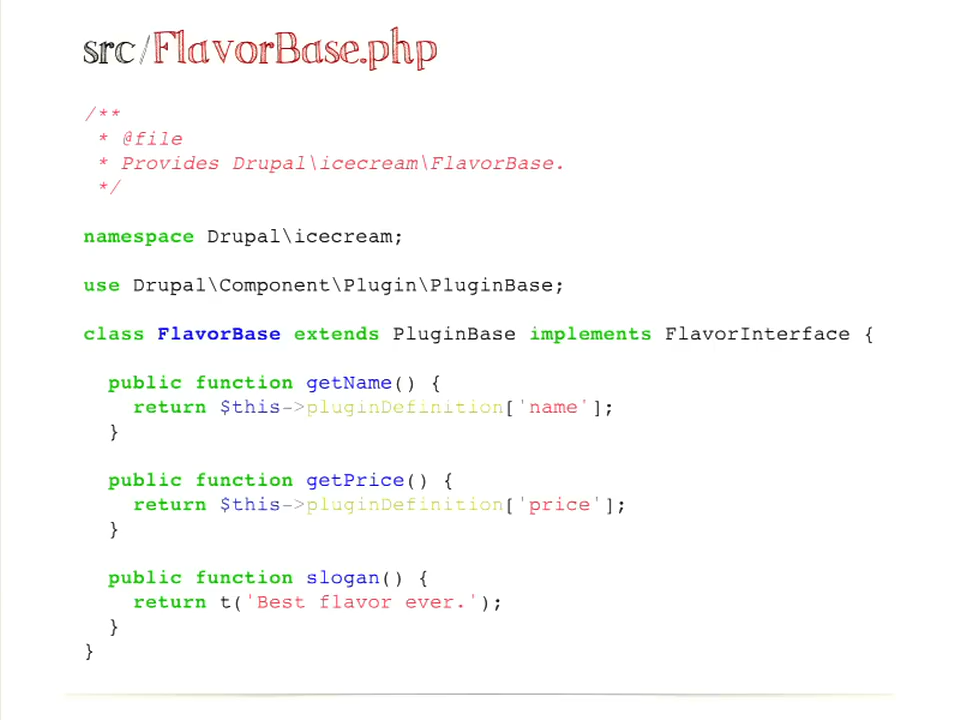 src/FlavorBase.php
/**
 * @file
 * Provides Drupal\icecream\FlavorBase.
 */
namespace Drupal\icecream;
use Drupal\Component\Plugin\PluginBase;
class FlavorBase extends PluginBase implements FlavorInterface {
  public function getName() {
    return $this->pluginDefinition['name'];
  }
  public function getPrice() {
    return $this->pluginDefinition['price'];
  }
  public function slogan() {
    return t('Best flavor ever.');
  }
}